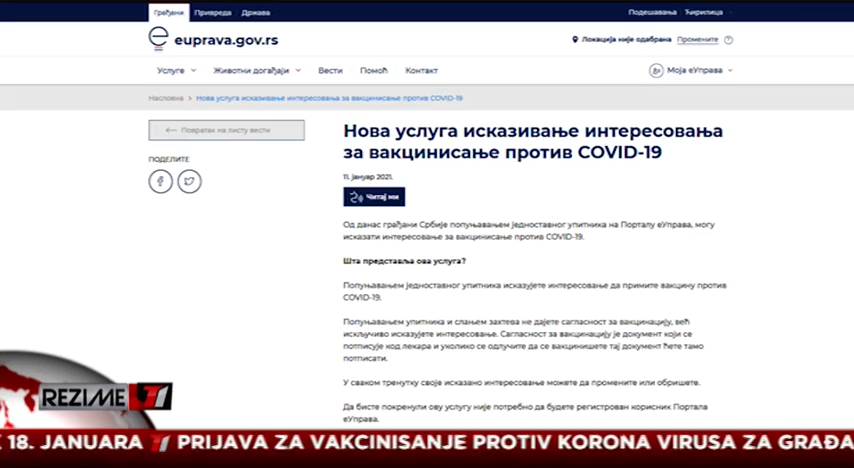 Грађани Привреда Држава
Подешавања Ћирилица
euprava.gov.rs
Локација није одабрана Промените
Услуге Животни догађаји Вести Помоћ Контакт
Моја еУправа
Насловна > Нова услуга исказивање интересовања за вакцинисање против COVID-19
Повратак на листу вести
Нова услуга исказивање интересовања
за вакцинисање против COVID-19
ПОДЕЛИТЕ
11. јануар 2021.
Читај ми
Од данас грађани Србије попуњавањем једноставног упитника на Порталу еУправа, могу
исказати интересовање за вакцинисање против COVID-19.
Шта представља ова услуга?
Попуњавањем једноставног упитника исказујете интересовање да примите вакцину против
COVID-19.
Попуњавањем упитника и слањем захтева не дајете сагласност за вакцинацију, већ
искључиво исказујете интересовање. Сагласност за вакцинацију је документ који се
потписује код лекара и уколико се одлучите да се вакцинишете тај документ ћете тамо
потписати.
У сваком тренутку своје исказано интересовање можете да промените или обришете.
Да бисте покренули ову услугу није потребно да будете регистрован корисник Портала
еУправа.
REZIME T1
18. JANUARA T1 PRIJAVA ZA VAKCINISANJE PROTIV KORONA VIRUSA ZA GRAĐA